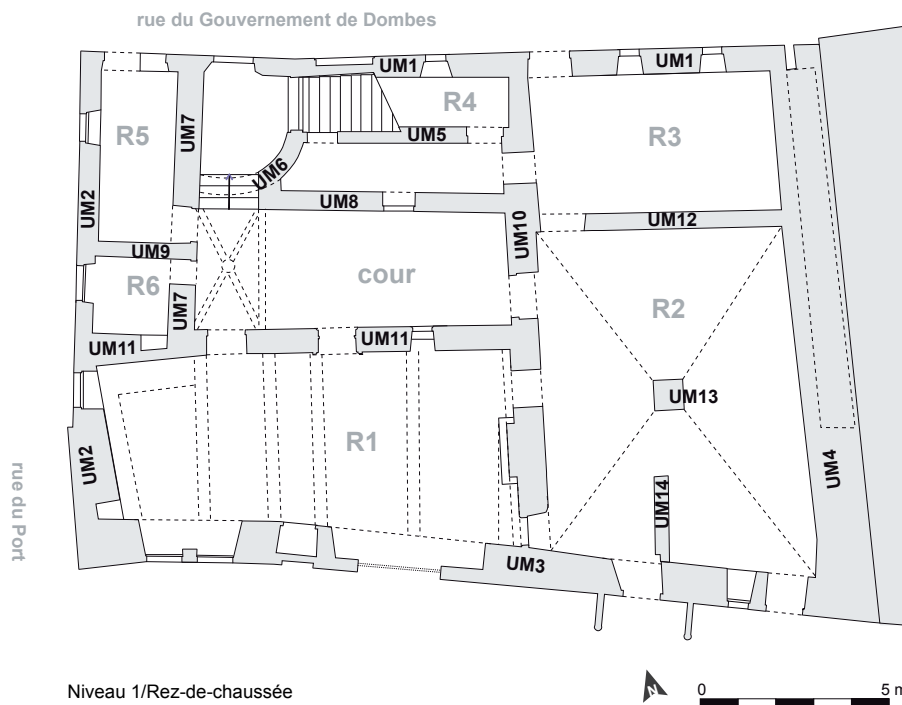 rue du Gouvernement de Dombes
UM1
UM1
R4
R5
UM7
UM5
R3
UM6
UM2
UM8
UM10
UM12
UM9
cour
R6
R2
UM7
UM11
UM11
UM13
R1
UM2
UM4
rue du Port
UM14
UM3
Niveau 1/Rez-de-chaussée
N
0 5 m